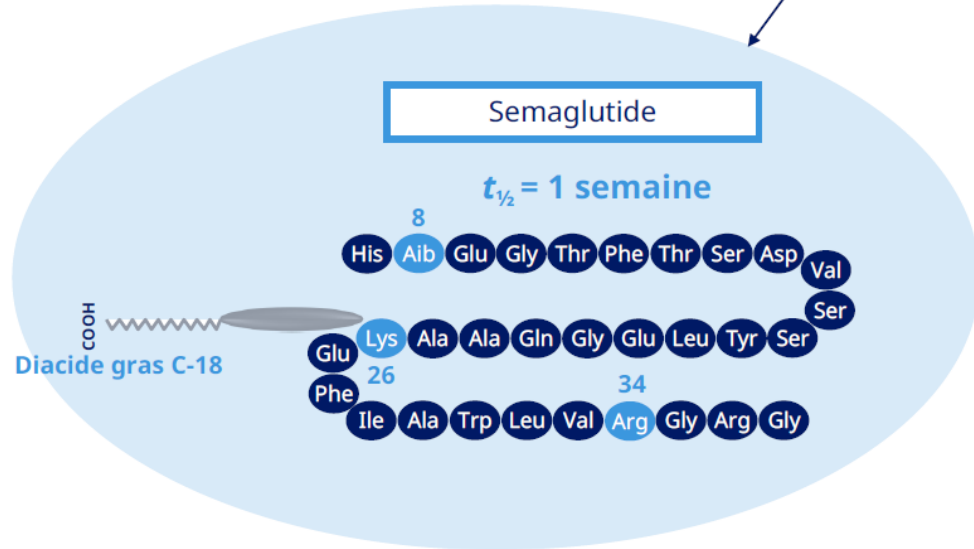 Semaglutide
t½ = 1 semaine
8
His Aib Glu Gly Thr Phe Thr Ser Asp
Val
Ser
COOH
Lys Ala Ala Gln Gly Glu Leu Tyr Ser
Glu
Diacide gras C-18
26
34
Phe
Ile Ala Trp Leu Val Arg Gly Arg Gly